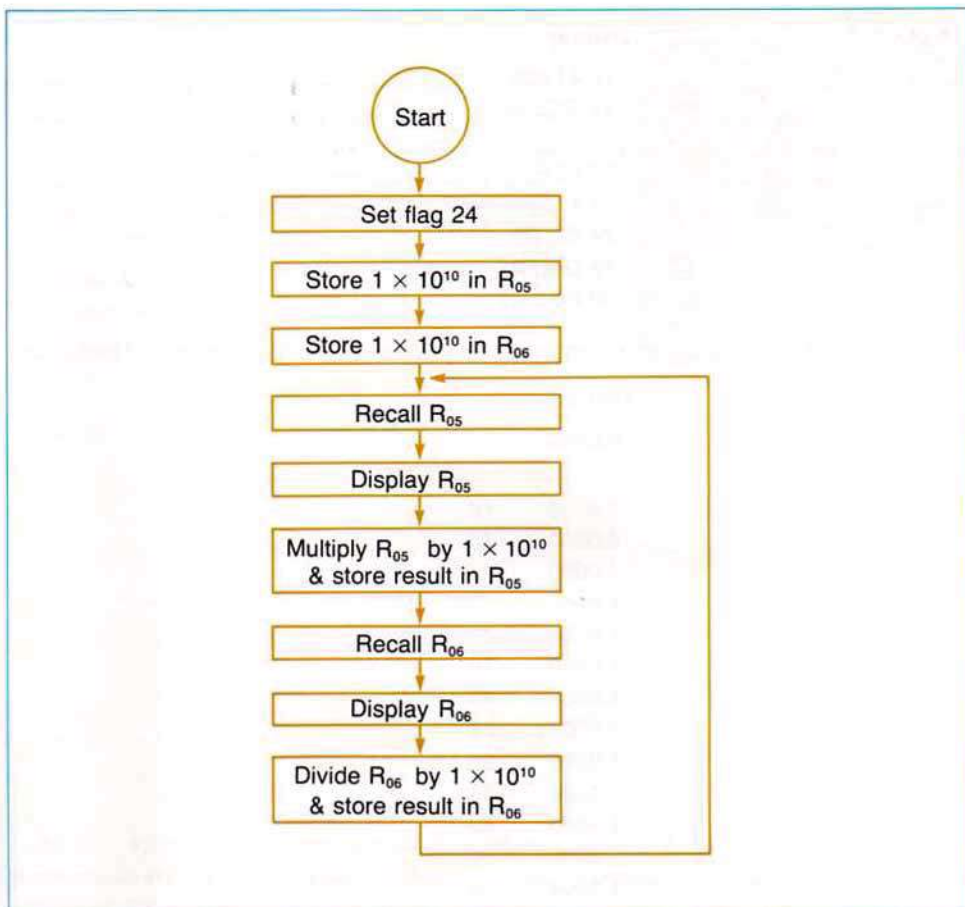 Start
Set flag 24
Store 1 × 10¹⁰ in R₀₅
Store 1 × 10¹⁰ in R₀₆
Recall R₀₅
Display R₀₅
Multiply R₀₅ by 1 × 10¹⁰
& store result in R₀₅
Recall R₀₆
Display R₀₆
Divide R₀₆ by 1 × 10¹⁰
& store result in R₀₆